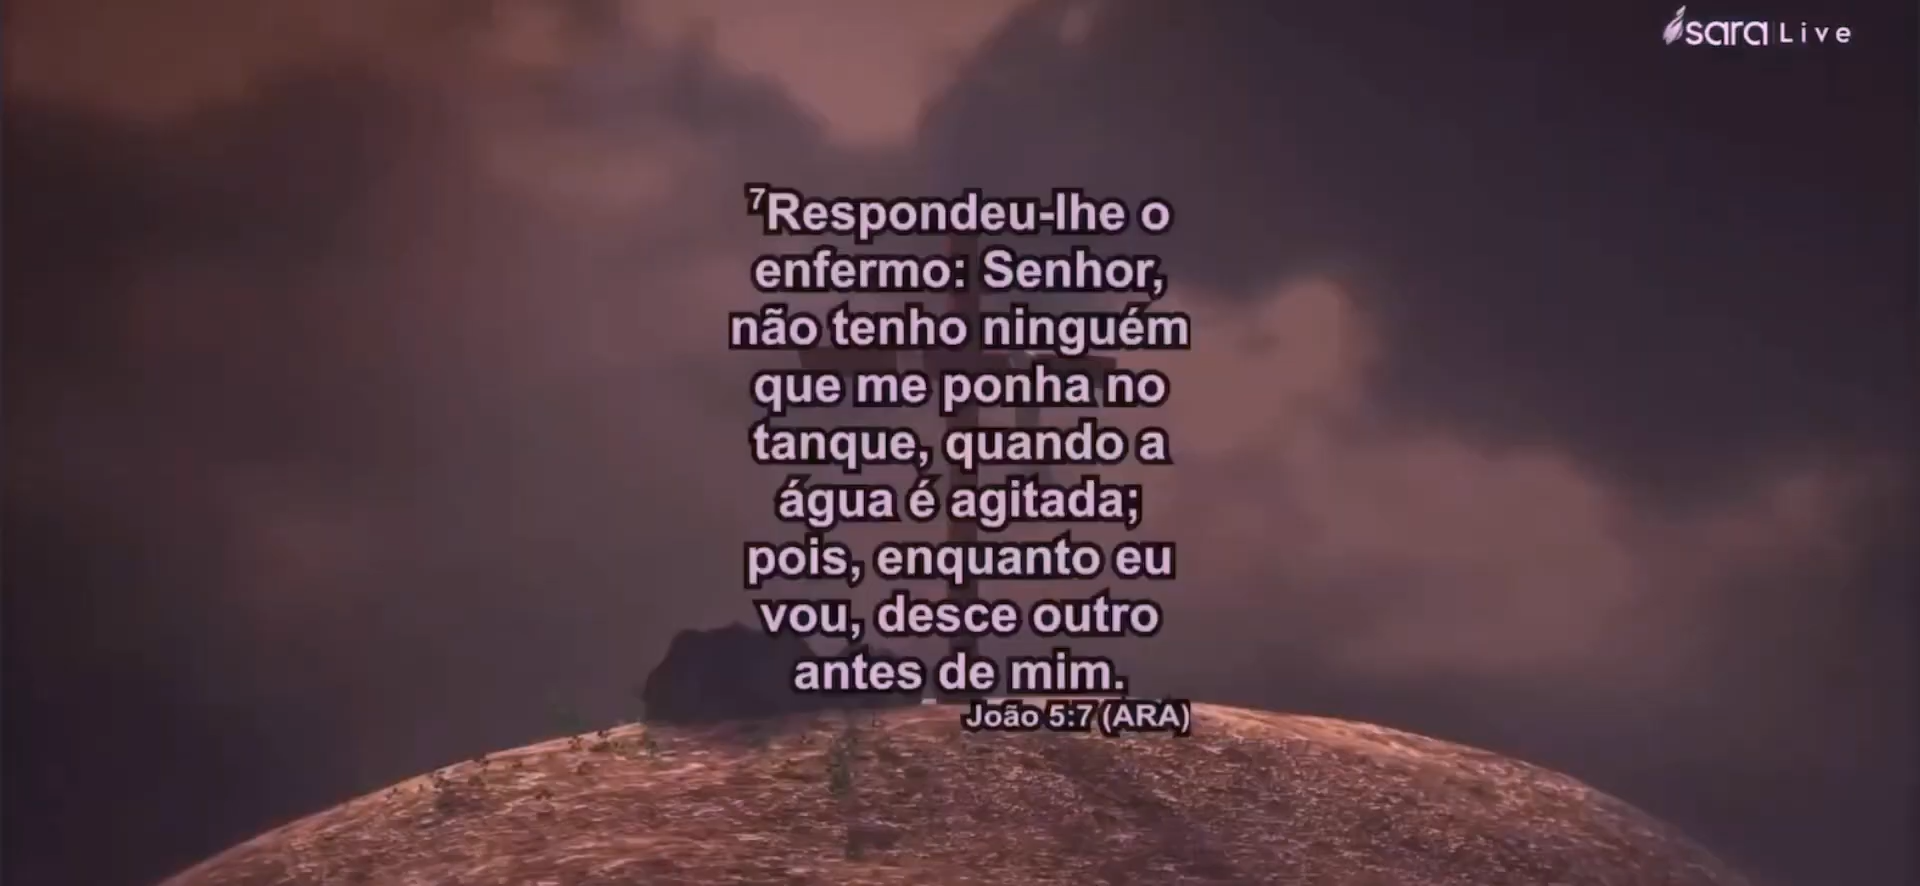 sara Live
⁷Respondeu-lhe o
enfermo: Senhor,
não tenho ninguém
que me ponha no
tanque, quando a
água é agitada;
pois, enquanto eu
vou, desce outro
antes de mim.
João 5:7 (ARA)